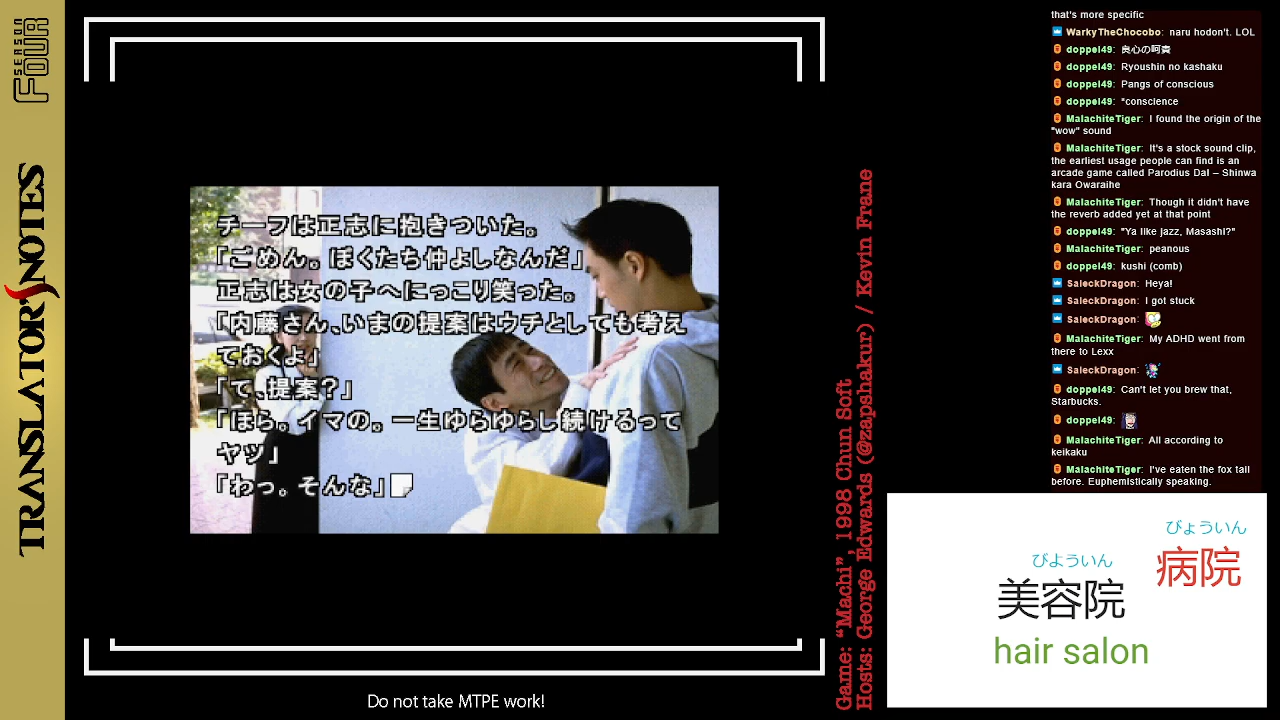 SEASON
FOUR
TRANSLATOR'S NOTES
チーフは正志に抱きついた。
「ごめん。ぼくたち仲よしなんだ」
正志は女の子へにっこり笑った。
「内藤さん、いまの提案はウチとしても考え
ておくよ」
「て、提案？」
「ほら。イマの。一生ゆらゆらし続けるって
ヤツ」
「わっ。そんな」
Do not take MTPE work!
Game: "Machi", 1998 Chun Soft
Hosts: George Edwards (@zapshakur) / Kevin Frane
that's more specific
WarkyTheChocobo: naru hodon't. LOL
doppel49: 良心の呵責
doppel49: Ryoushin no kashaku
doppel49: Pangs of conscious
doppel49: *conscience
MalachiteTiger: I found the origin of the
"wow" sound
MalachiteTiger: It's a stock sound clip,
the earliest usage people can find is an
arcade game called Parodius Da! – Shinwa
kara Owaraihe
MalachiteTiger: Though it didn't have
the reverb added yet at that point
doppel49: "Ya like jazz, Masashi?"
MalachiteTiger: peanous
doppel49: kushi (comb)
SaleckDragon: Heya!
SaleckDragon: I got stuck
SaleckDragon:
MalachiteTiger: My ADHD went from
there to Lexx
SaleckDragon:
doppel49: Can't let you brew that,
Starbucks.
doppel49:
MalachiteTiger: All according to
keikaku
MalachiteTiger: I've eaten the fox tail
before. Euphemistically speaking.
びょういん
病院
びよういん
美容院
hair salon